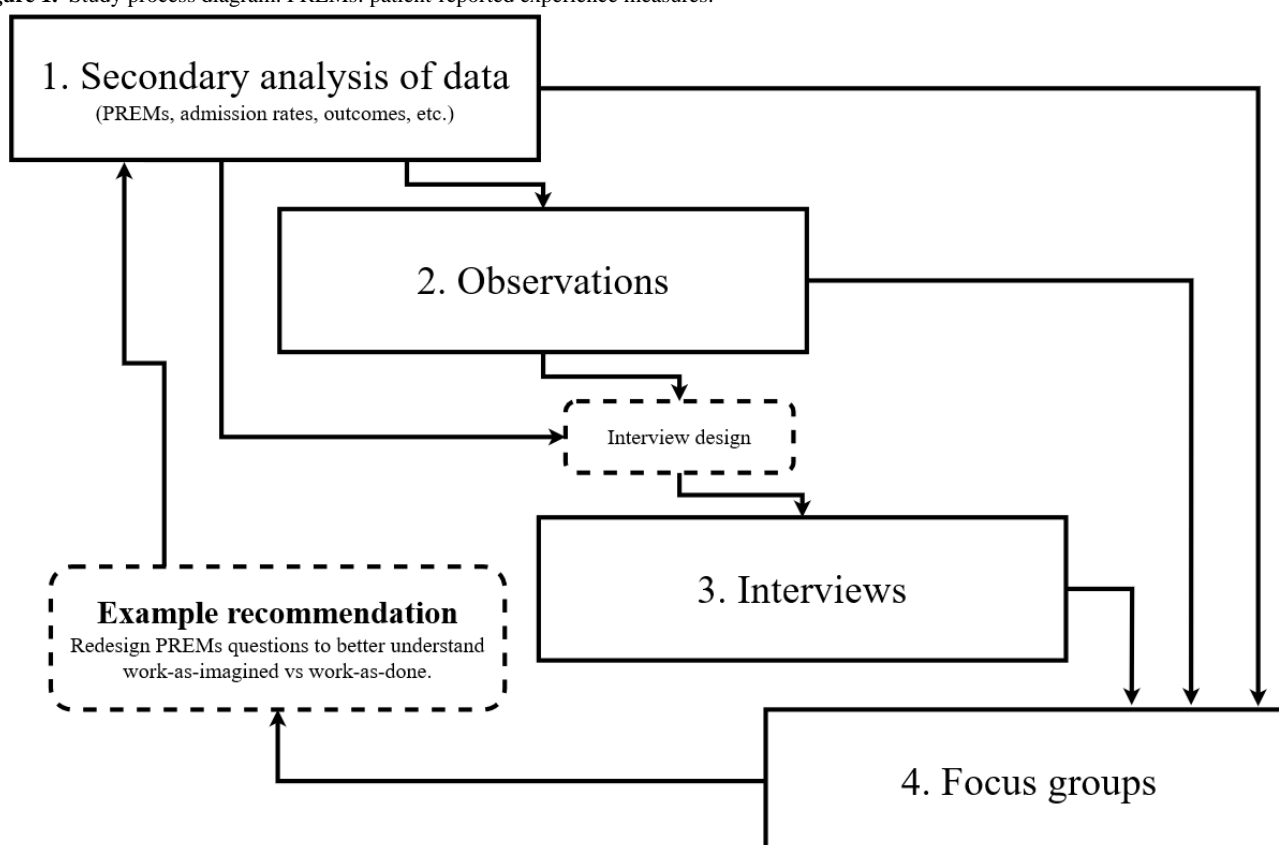 Figure 1. Study process diagram. PREMs: patient-reported experience measures.
1. Secondary analysis of data
(PREMs, admission rates, outcomes, etc.)
2. Observations
Interview design
3. Interviews
Example recommendation
Redesign PREMs questions to better understand
work-as-imagined vs work-as-done.
4. Focus groups